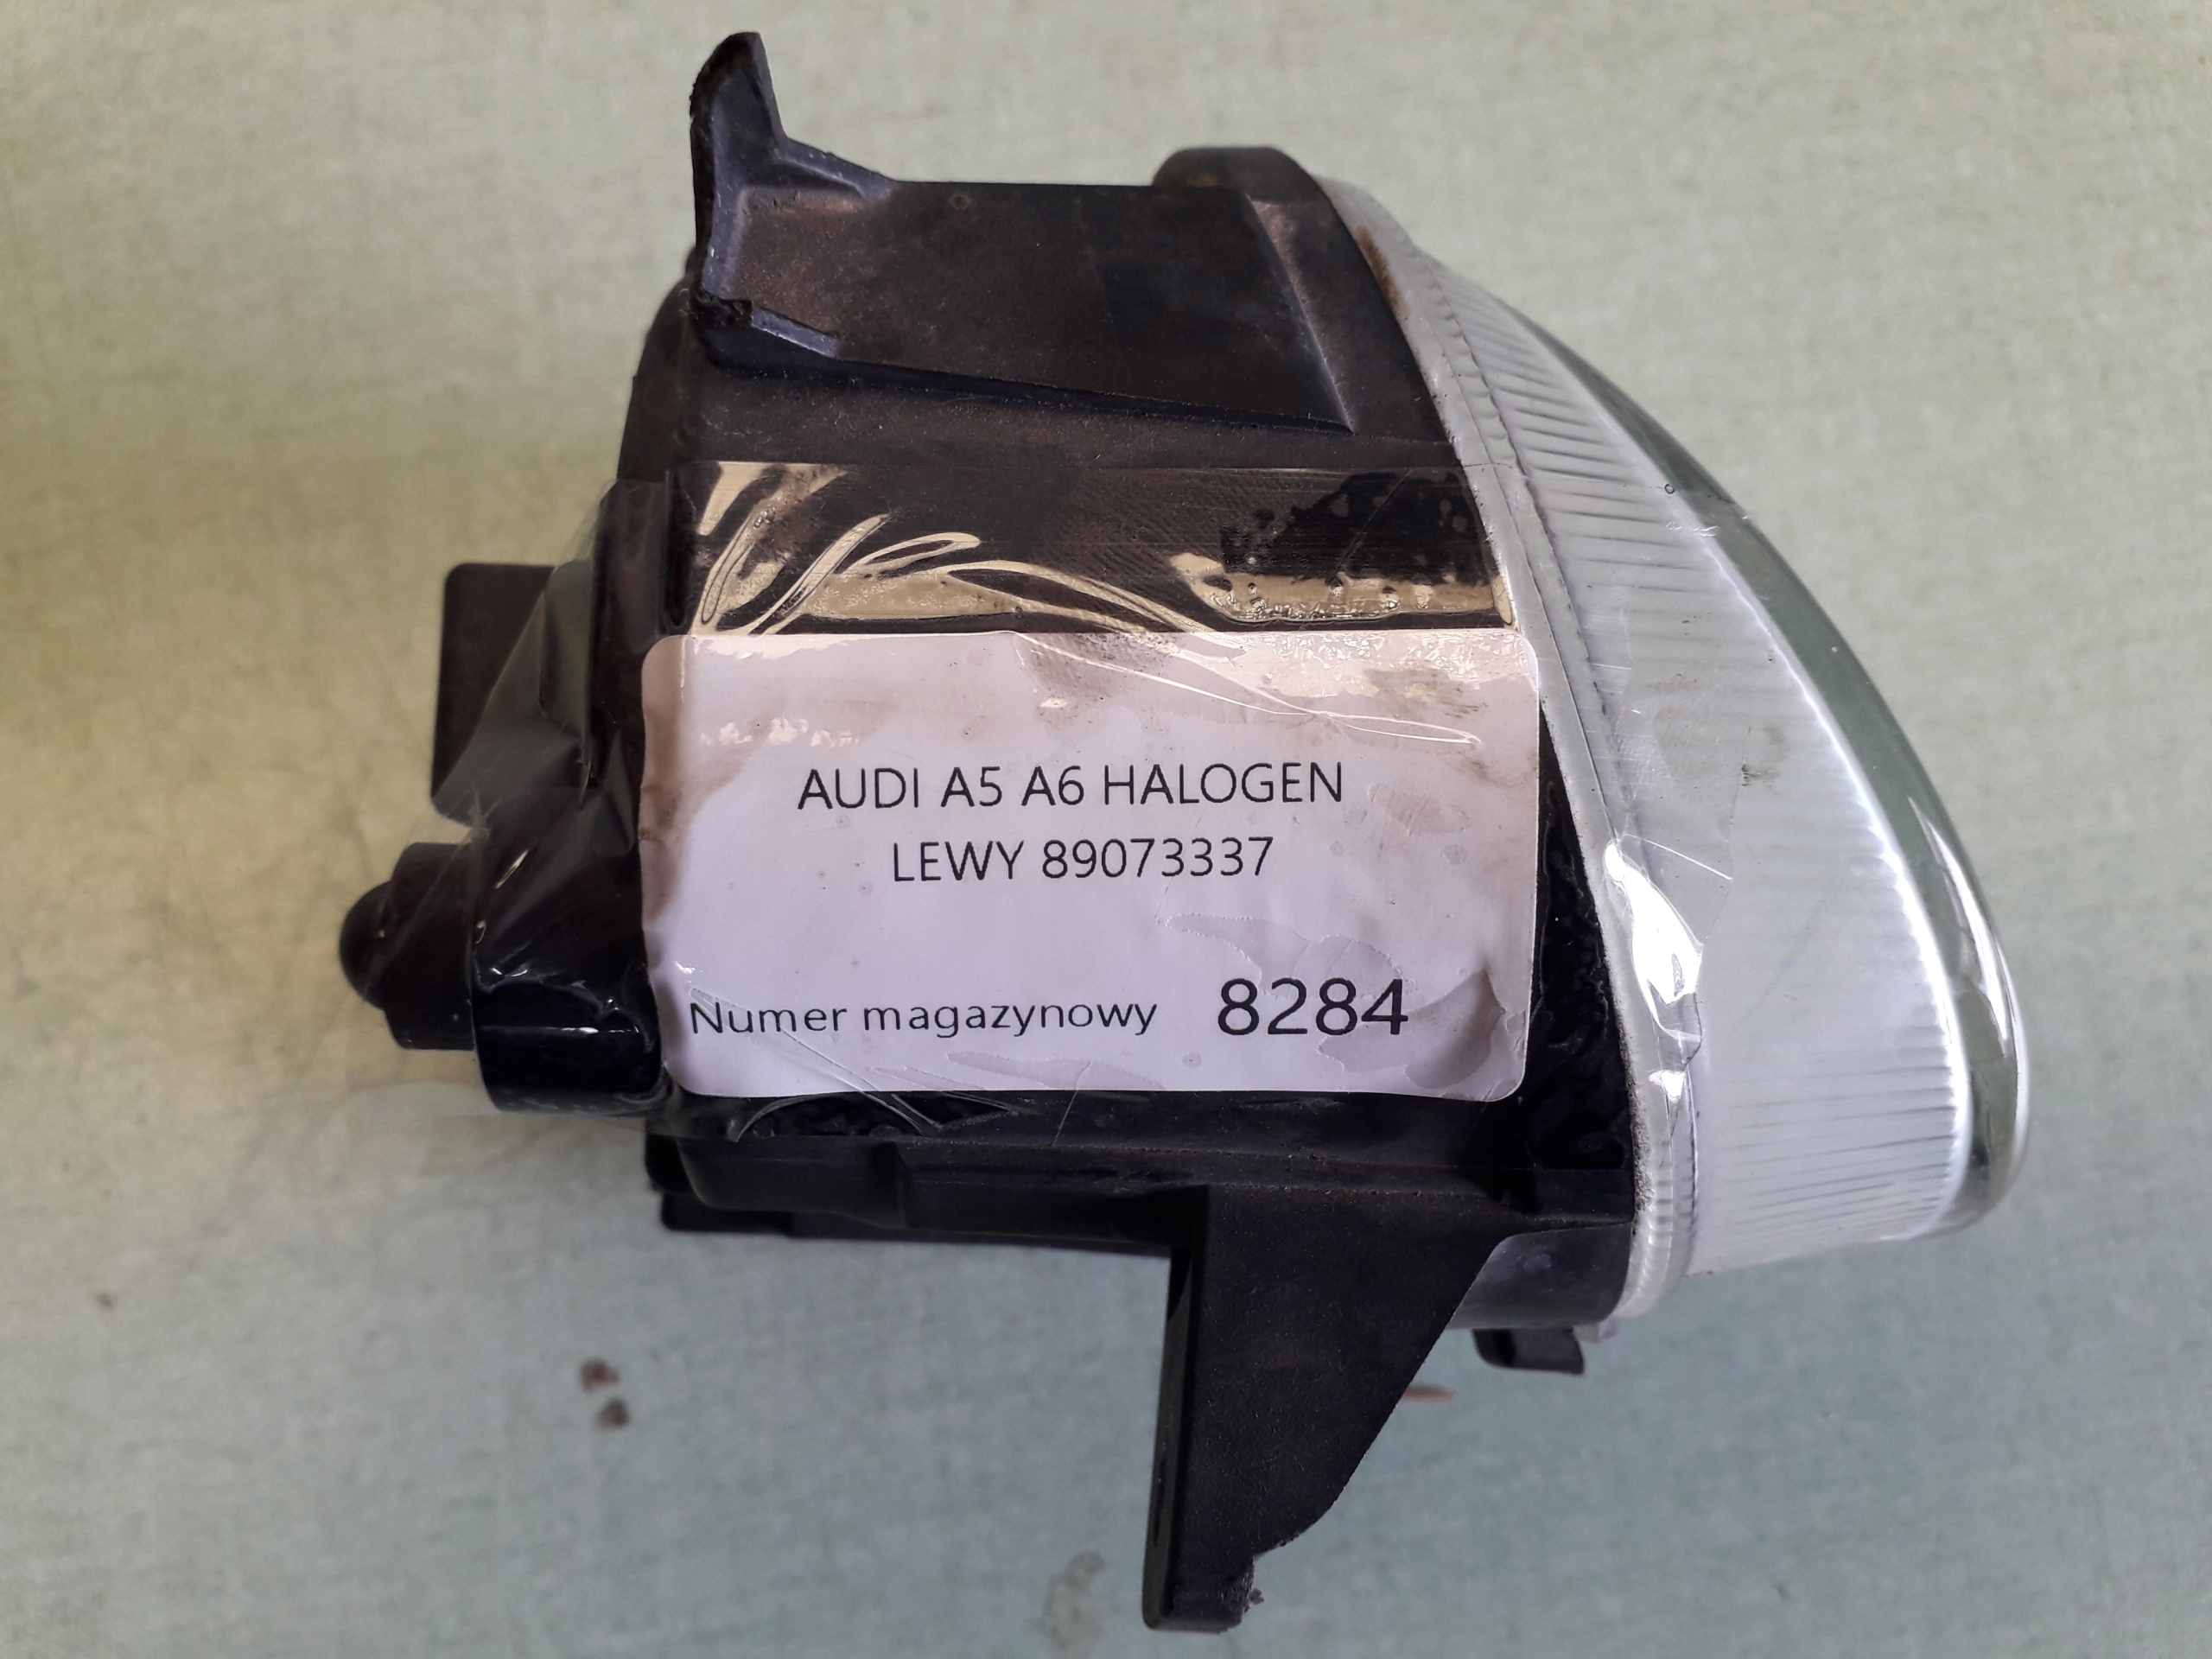 AUDI A5 A6 HALOGEN
LEWY 89073337
Numer magazynowy 8284